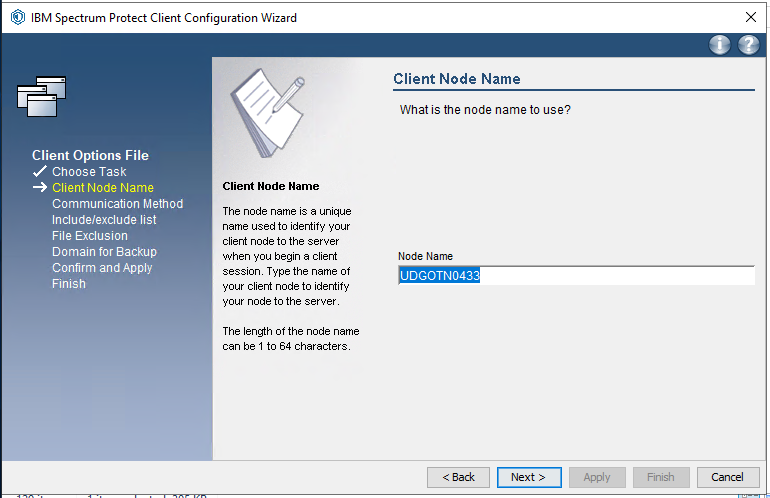 IBM Spectrum Protect Client Configuration Wizard
Client Options File
Choose Task
Client Node Name
Communication Method
Include/exclude list
File Exclusion
Domain for Backup
Confirm and Apply
Finish
Client Node Name
The node name is a unique
name used to identify your
client node to the server
when you begin a client
session. Type the name of
your client node to identify
your node to the server.
The length of the node name
can be 1 to 64 characters.
Client Node Name
What is the node name to use?
Node Name
UDGOTN0433
< Back
Next >
Apply
Finish
Cancel